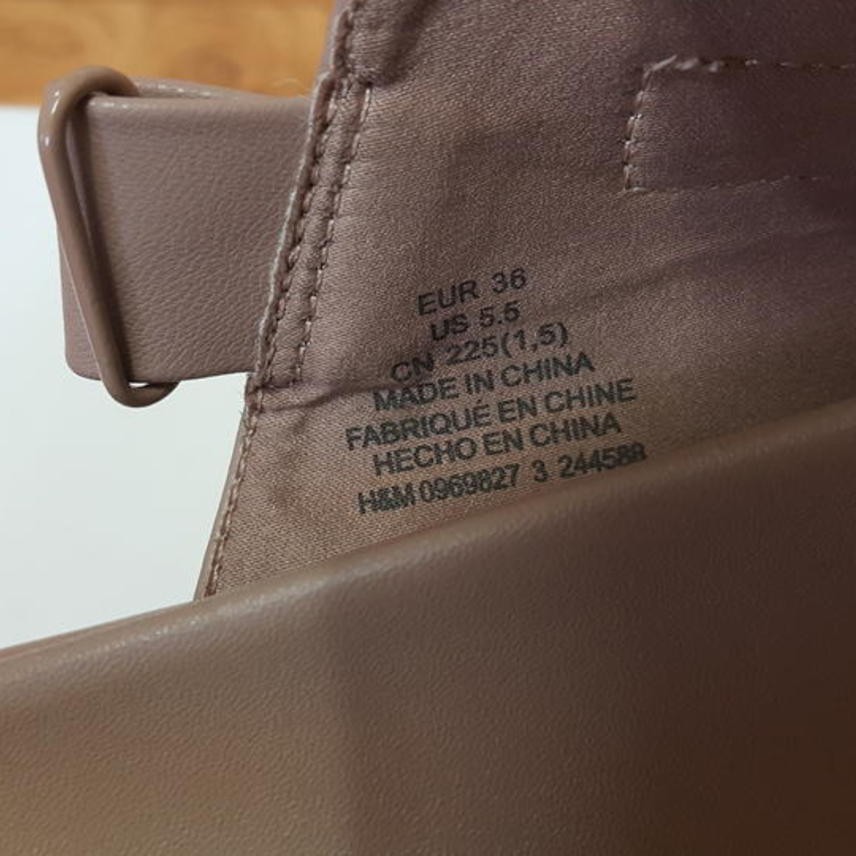 EUR 36
US 5.5
CN 225(1,5)
MADE IN CHINA
FABRIQUÉ EN CHINE
HECHO EN CHINA
H&M 0969827 3 244588